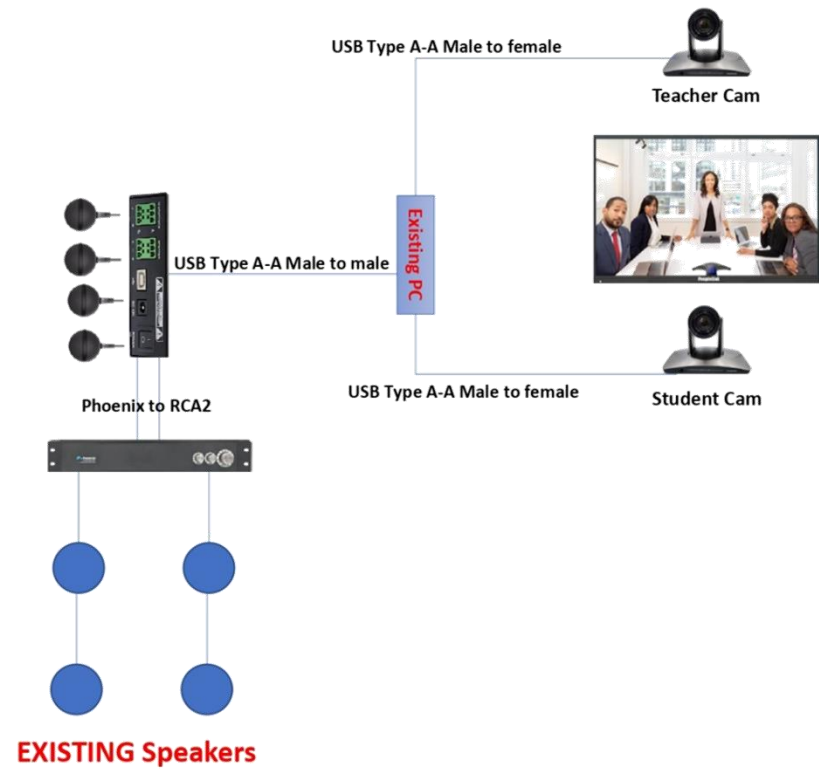 USB Type A-A Male to female
Teacher Cam
Existing PC
USB Type A-A Male to male
USB Type A-A Male to female
Student Cam
Phoenix to RCA2
EXISTING Speakers